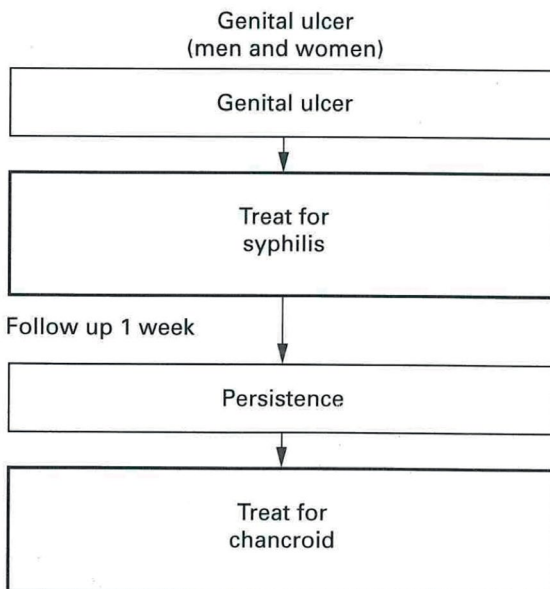 Genital ulcer
(men and women)
Genital ulcer
Treat for
syphilis
Follow up 1 week
Persistence
Treat for
chancroid